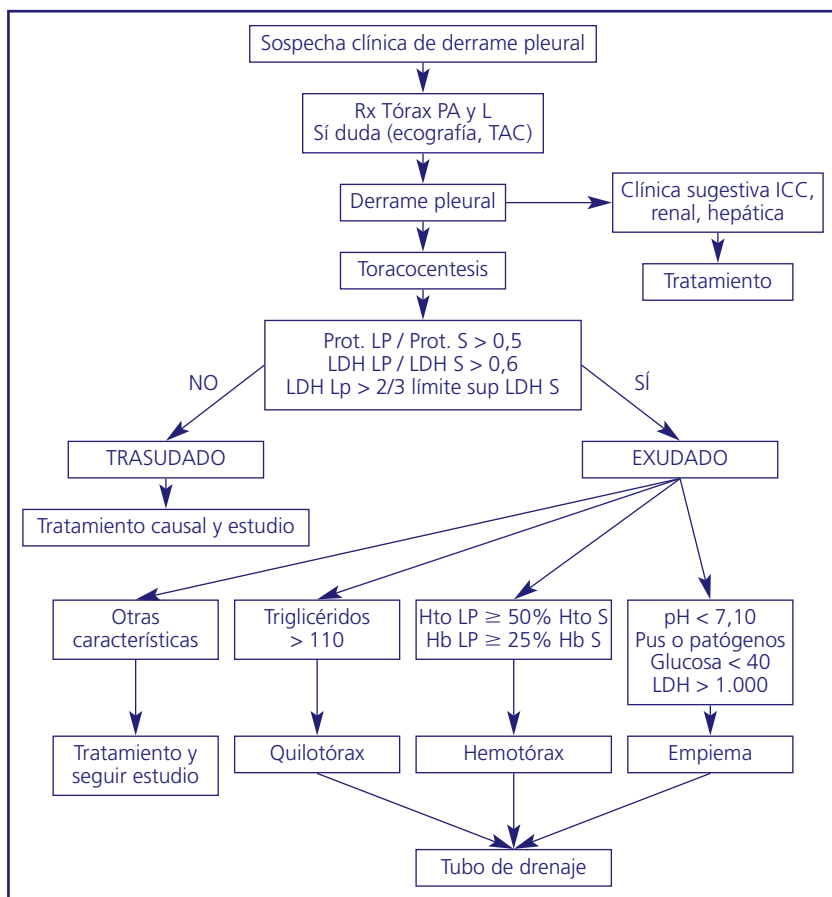 Sospecha clínica de derrame pleural
Rx Tórax PA y L
Sí duda (ecografía, TAC)
Derrame pleural
Clínica sugestiva ICC,
renal, hepática
Tratamiento
Toracocentesis
Prot. LP / Prot. S > 0,5
LDH LP / LDH S > 0,6
LDH Lp > 2/3 límite sup LDH S
NO
SÍ
TRASUDADO
EXUDADO
Tratamiento causal y estudio
Otras
características
Triglicéridos
> 110
Hto LP ≥ 50% Hto S
Hb LP ≥ 25% Hb S
pH < 7,10
Pus o patógenos
Glucosa < 40
LDH > 1.000
Tratamiento y
seguir estudio
Quilotórax
Hemotórax
Empiema
Tubo de drenaje